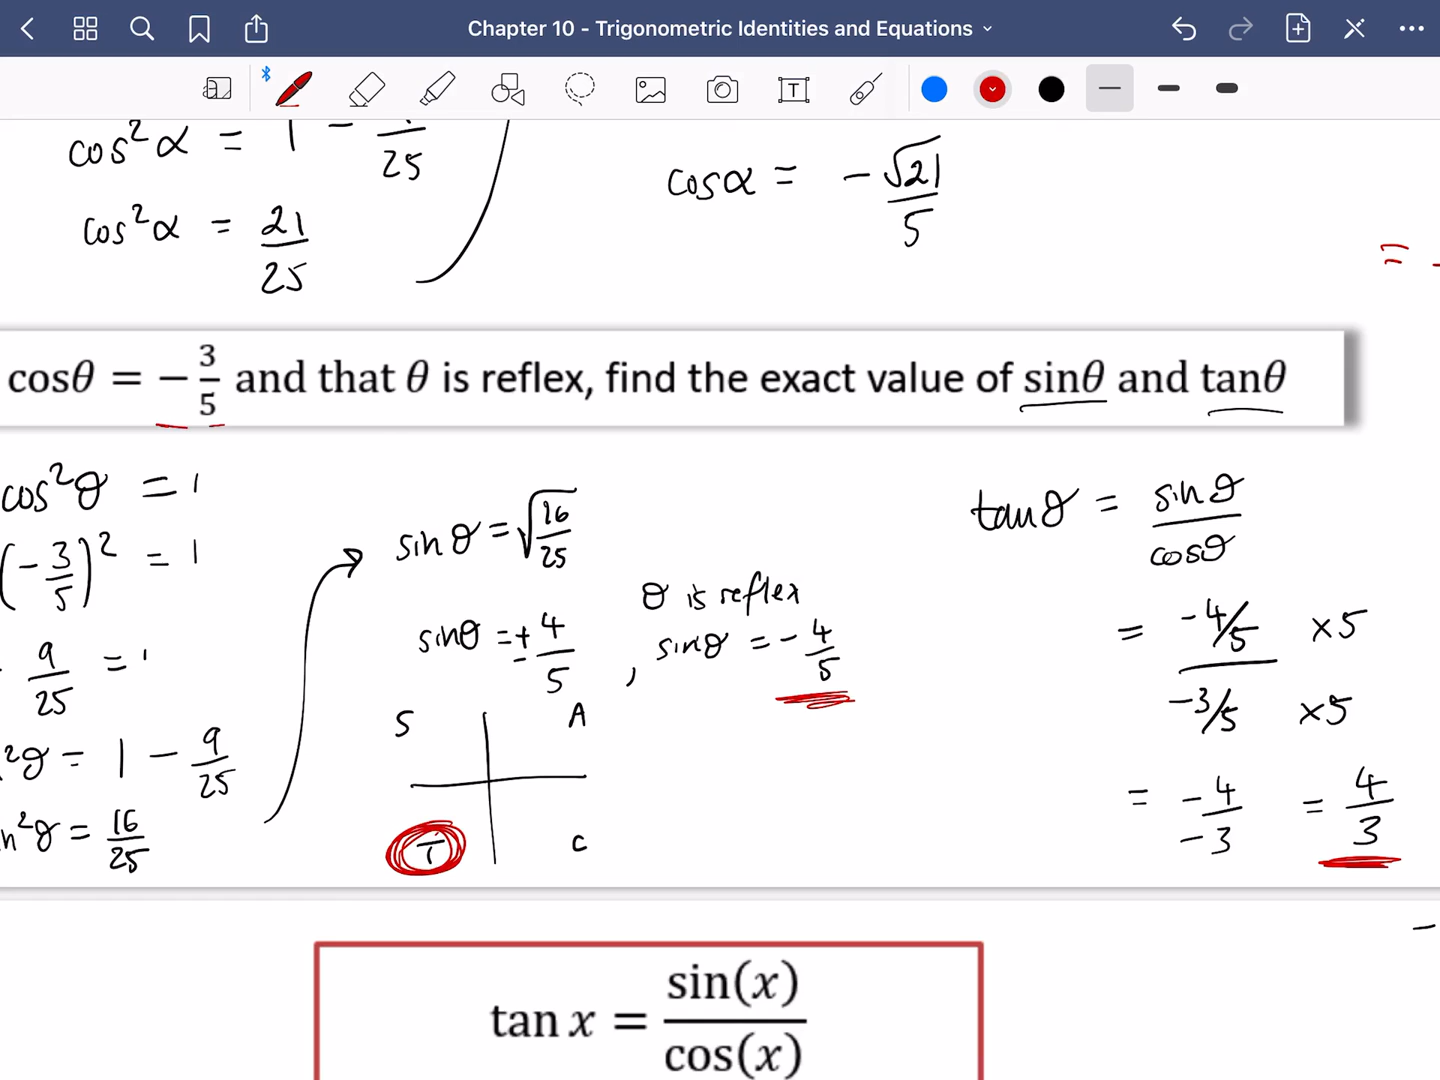 Chapter 10 - Trigonometric Identities and Equations
cos²α = 1 - /25
cos²α = 21/25
cosα = -√21/5
=
cosθ = -3/5 and that θ is reflex, find the exact value of sinθ and tanθ
cos²θ = 1
(-3/5)² = 1
9/25 = 1
²θ = 1 - 9/25
n²θ = 16/25
sinθ = √16/25
sinθ = ±4/5
θ is reflex
, sinθ = -4/5
S A
T C
tanθ = sinθ/cosθ
= -4/5 ×5
-3/5 ×5
= -4/-3 = 4/3
tan x = sin(x)/cos(x)